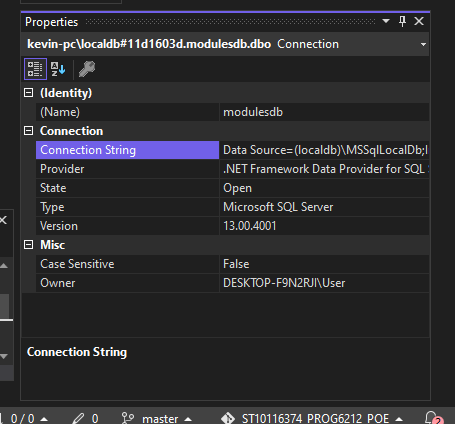 Properties
kevin-pc\localdb#11d1603d.modulesdb.dbo Connection
(Identity)
(Name) modulesdb
Connection
Connection String Data Source=(localdb)\MSSqlLocalDb;I
Provider .NET Framework Data Provider for SQL
State Open
Type Microsoft SQL Server
Version 13.00.4001
Misc
Case Sensitive False
Owner DESKTOP-F9N2RJI\User
Connection String
0 / 0 0 master ST10116374_PROG6212_POE 2